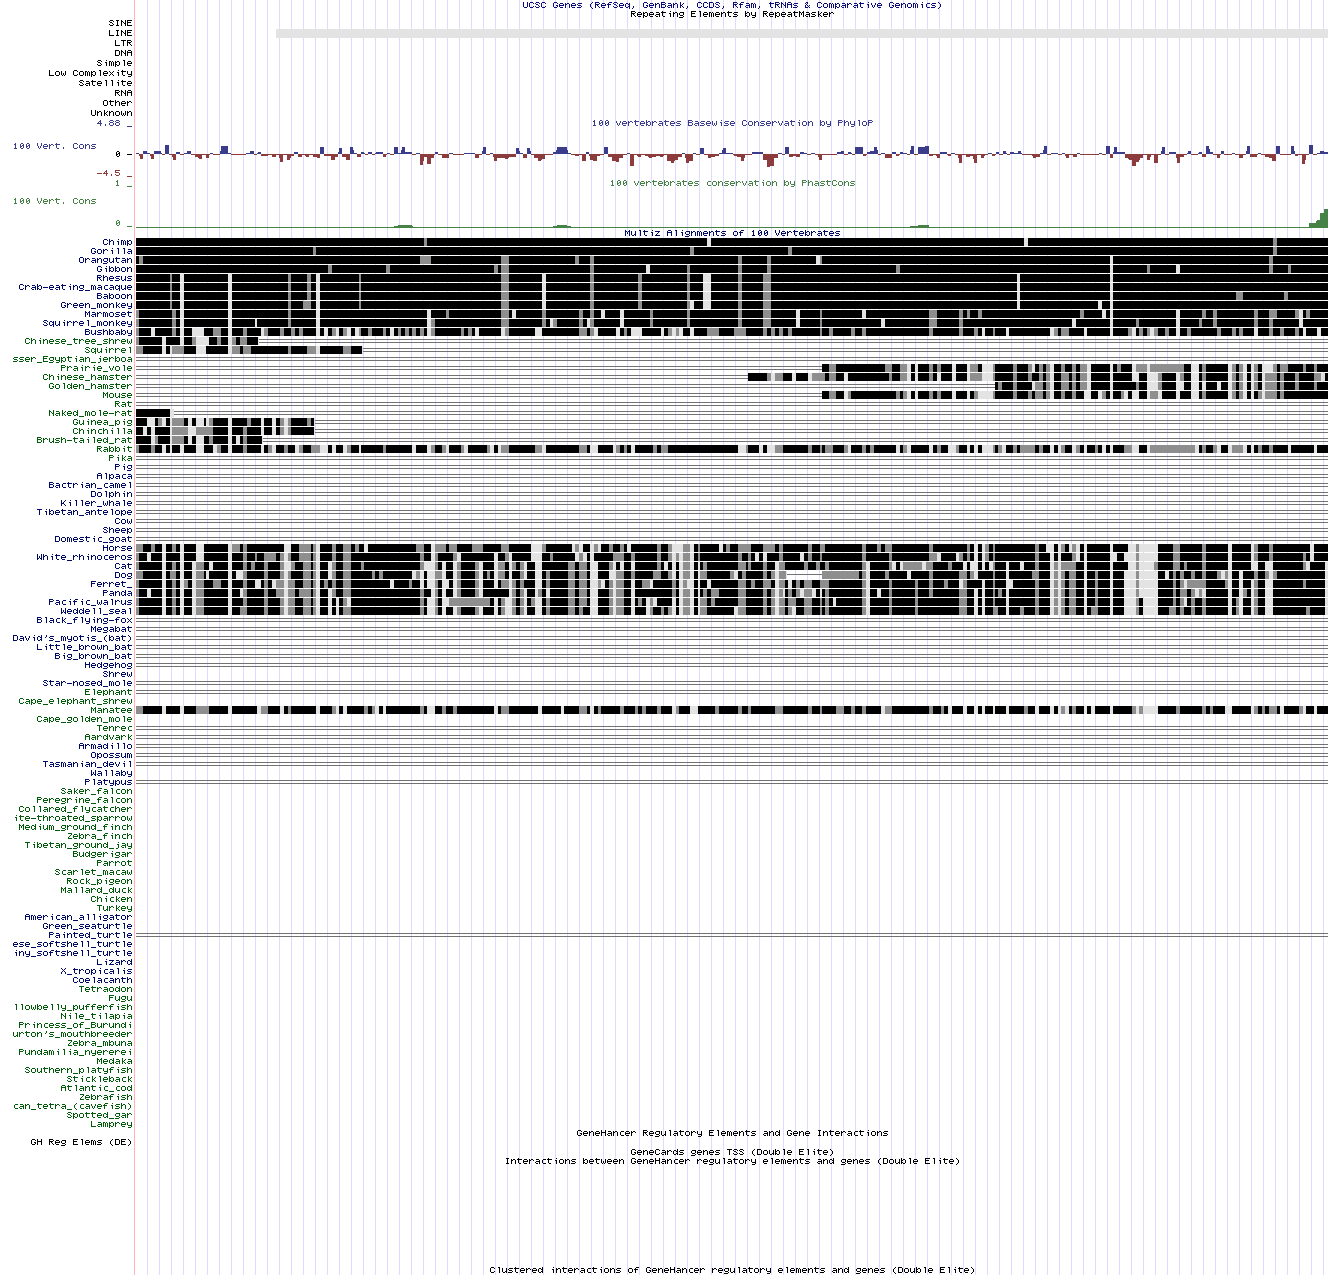 UCSC Genes (RefSeq, GenBank, CCDS, Rfam, tRNAs & Comparative Genomics)
Repeating Elements by RepeatMasker
SINE
LINE
LTR
DNA
Simple
Low Complexity
Satellite
RNA
Other
Unknown
4.88 _
100 vertebrates Basewise Conservation by PhyloP
100 Vert. Cons
0 -
-4.5 _
1 _
100 vertebrates conservation by PhastCons
100 Vert. Cons
0 _
Multiz Alignments of 100 Vertebrates
Chimp
Gorilla
Orangutan
Gibbon
Rhesus
Crab-eating_macaque
Baboon
Green_monkey
Marmoset
Squirrel_monkey
Bushbaby
Chinese_tree_shrew
Squirrel
sser_Egyptian_jerboa
Prairie_vole
Chinese_hamster
Golden_hamster
Mouse
Rat
Naked_mole-rat
Guinea_pig
Chinchilla
Brush-tailed_rat
Rabbit
Pika
Pig
Alpaca
Bactrian_camel
Dolphin
Killer_whale
Tibetan_antelope
Cow
Sheep
Domestic_goat
Horse
White_rhinoceros
Cat
Dog
Ferret_
Panda
Pacific_walrus
Weddell_seal
Black_flying-fox
Megabat
David's_myotis_(bat)
Little_brown_bat
Big_brown_bat
Hedgehog
Shrew
Star-nosed_mole
Elephant
Cape_elephant_shrew
Manatee
Cape_golden_mole
Tenrec
Aardvark
Armadillo
Opossum
Tasmanian_devil
Wallaby
Platypus
Saker_falcon
Peregrine_falcon
Collared_flycatcher
ite-throated_sparrow
Medium_ground_finch
Zebra_finch
Tibetan_ground_jay
Budgerigar
Parrot
Scarlet_macaw
Rock_pigeon
Mallard_duck
Chicken
Turkey
American_alligator
Green_seaturtle
Painted_turtle
ese_softshell_turtle
iny_softshell_turtle
Lizard
X_tropicalis
Coelacanth
Tetraodon
Fugu
llowbelly_pufferfish
Nile_tilapia
Princess_of_Burundi
urton's_mouthbreeder
Zebra_mbuna
Pundamilia_nyererei
Medaka
Southern_platyfish
Stickleback
Atlantic_cod
Zebrafish
can_tetra_(cavefish)
Spotted_gar
Lamprey
GeneHancer Regulatory Elements and Gene Interactions
GH Reg Elems (DE)
GeneCards genes TSS (Double Elite)
Interactions between GeneHancer regulatory elements and genes (Double Elite)
Clustered interactions of GeneHancer regulatory elements and genes (Double Elite)